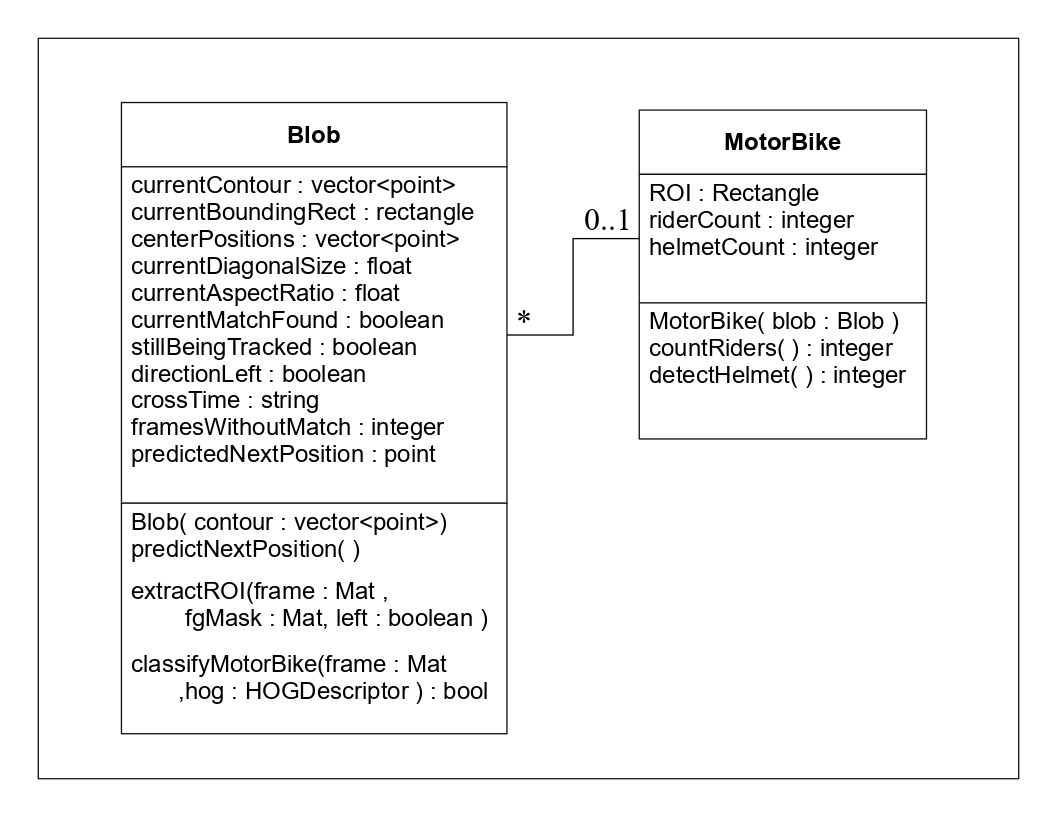 Blob
currentContour : vector<point>
currentBoundingRect : rectangle
centerPositions : vector<point>
currentDiagonalSize : float
currentAspectRatio : float
currentMatchFound : boolean
stillBeingTracked : boolean
directionLeft : boolean
crossTime : string
framesWithoutMatch : integer
predictedNextPosition : point
Blob( contour : vector<point>)
predictNextPosition( )
extractROI(frame : Mat ,
fgMask : Mat, left : boolean )
classifyMotorBike(frame : Mat
,hog : HOGDescriptor ) : bool
*
0..1
MotorBike
ROI : Rectangle
riderCount : integer
helmetCount : integer
MotorBike( blob : Blob )
countRiders( ) : integer
detectHelmet( ) : integer